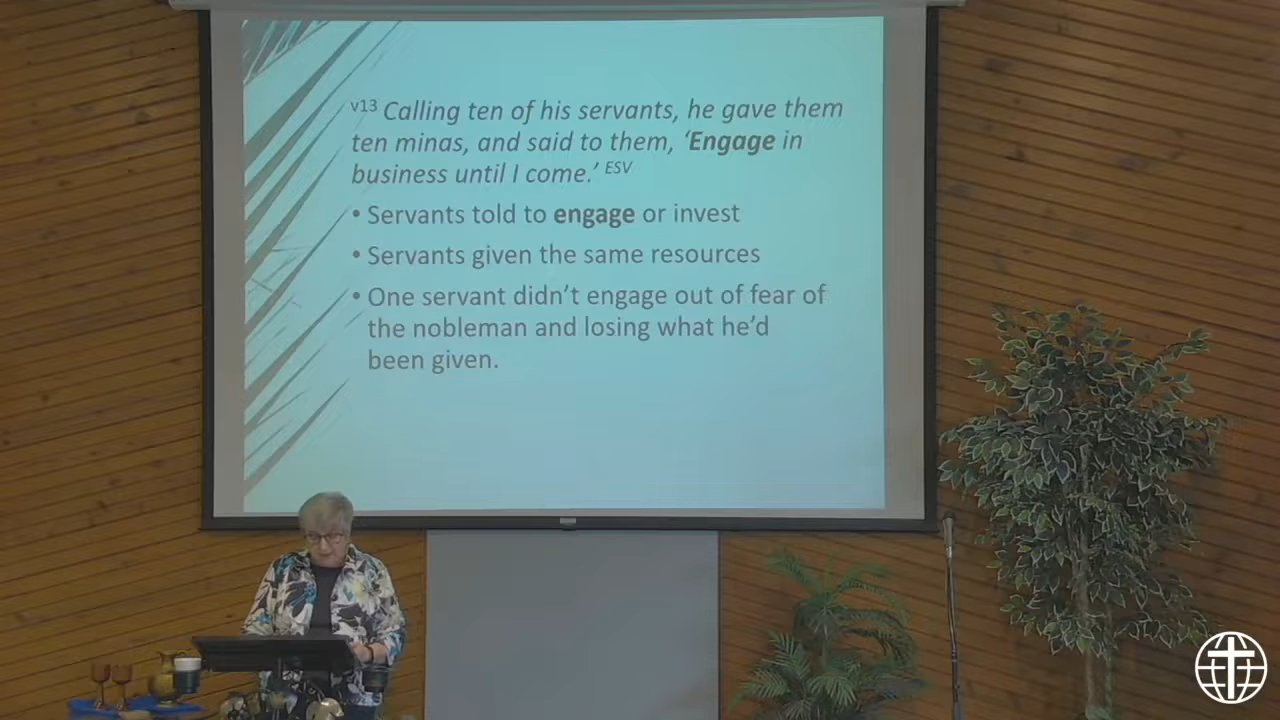 v13 Calling ten of his servants, he gave them
ten minas, and said to them, ‘Engage in
business until I come.’ ESV
• Servants told to engage or invest
• Servants given the same resources
• One servant didn’t engage out of fear of
the nobleman and losing what he’d
been given.